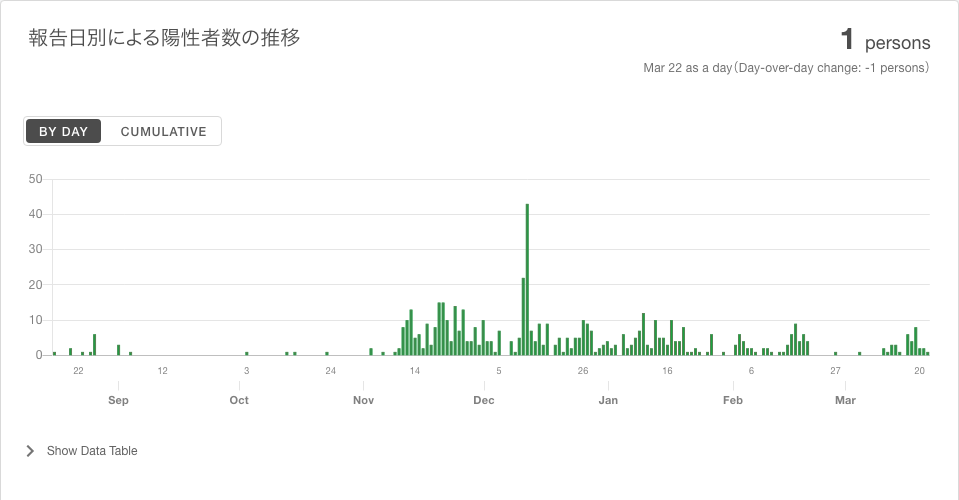 報告日別による陽性者数の推移
1 persons
Mar 22 as a day(Day-over-day change: -1 persons)
BY DAY CUMULATIVE
50
40
30
20
10
0
22 12 3 24 14 5 26 16 6 27 20
Sep Oct Nov Dec Jan Feb Mar
Show Data Table